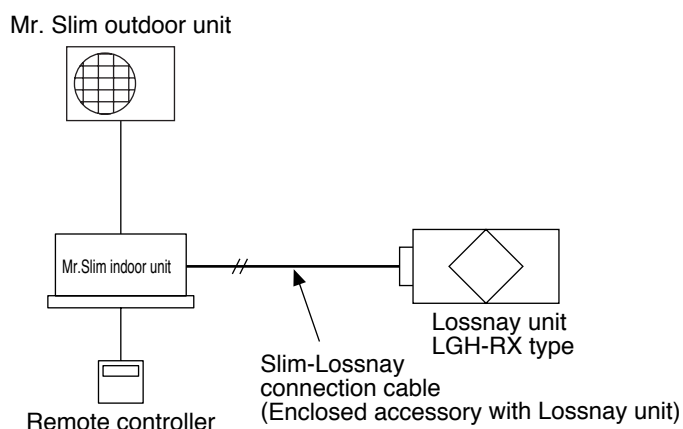 Mr. Slim outdoor unit
Mr.Slim indoor unit
Lossnay unit
LGH-RX type
Slim-Lossnay
connection cable
(Enclosed accessory with Lossnay unit)
Remote controller